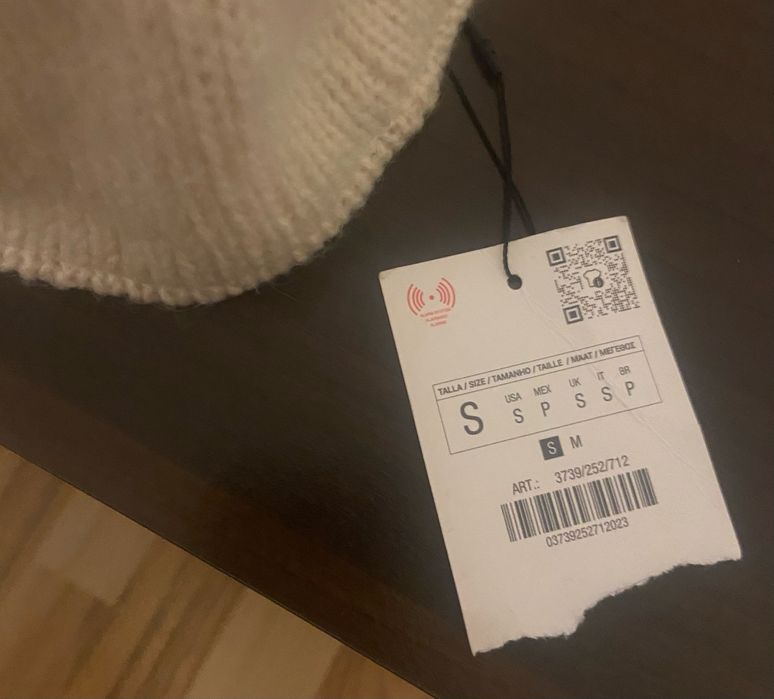 TALLA / SIZE / TAMANHO / TAILLE / MAAT / ΜΕΓΕΘΟΣ
S
USA MEX UK IT BR
S P S S P
S M
ART.: 3739/252/712
03739252712023